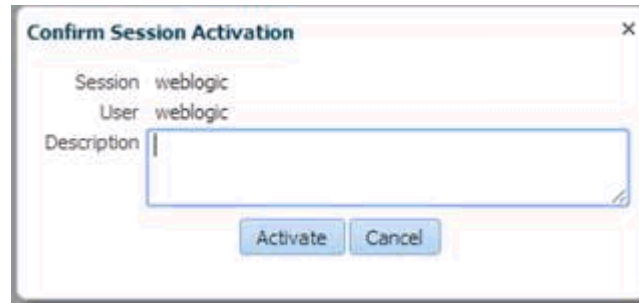 Confirm Session Activation
Session weblogic
User weblogic
Description
Activate Cancel